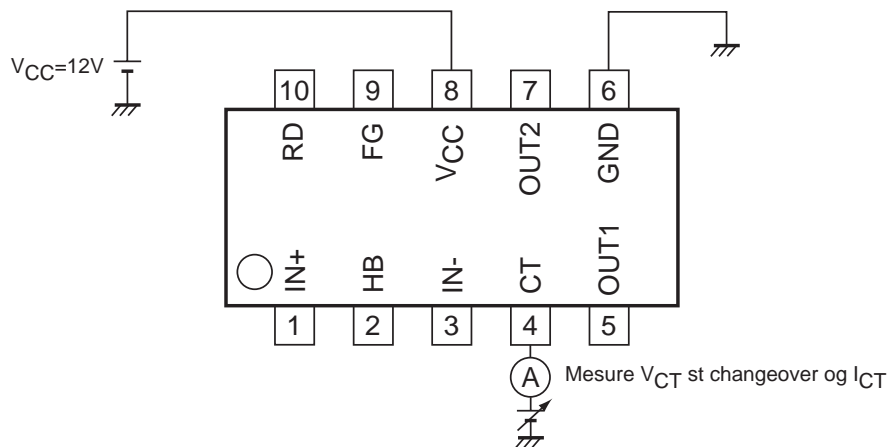 VCC=12V
10 9 8 7 6
RD FG VCC OUT2 GND
IN+ HB IN- CT OUT1
1 2 3 4 5
A Mesure VCT st changeover og ICT